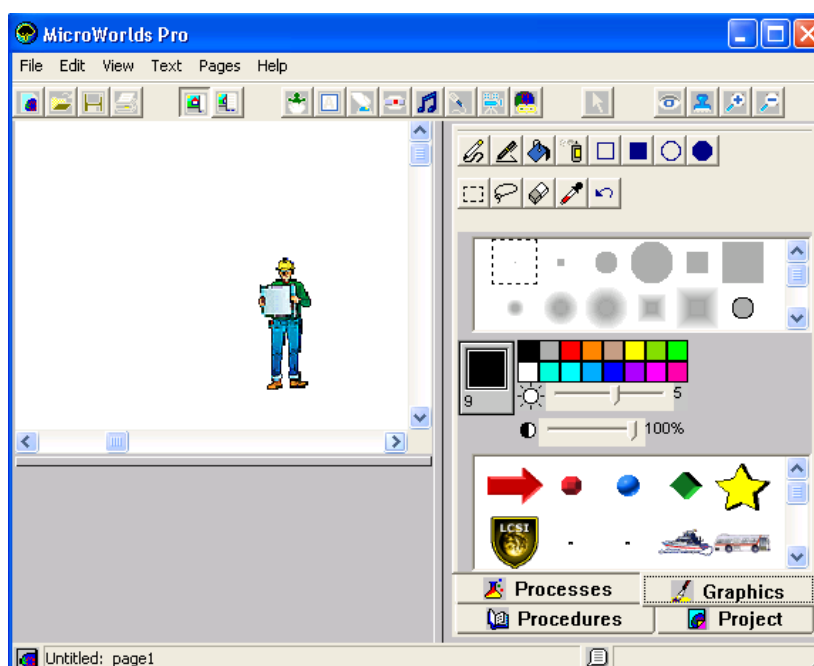 MicroWorlds Pro
File Edit View Text Pages Help
A
9
5
100%
LCSI
Processes
Graphics
Procedures
Project
Untitled: page1